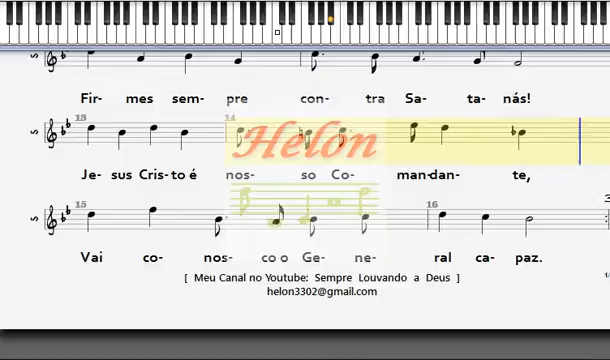 Fir- mes sem- pre con- tra Sa- ta- nás!
13 14
Helon
Je- sus Cris- to é nos- so Co- man- dan- te,
15 16
Vai co- nos- co o Ge- ne- ral ca- paz.
[ Meu Canal no Youtube: Sempre Louvando a Deus ]
helon3302@gmail.com